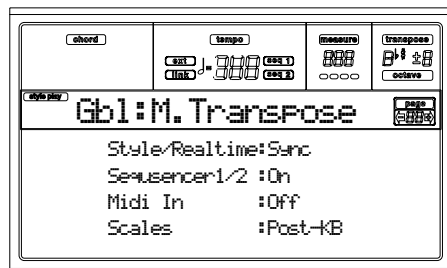 chord tempo measure transpose
ext seq 1
link seq 2
octave
style play Gbl:M.Transpose page
Style/Realtime:Sync
Sequsencer1/2 :On
Midi In :Off
Scales :Post-KB